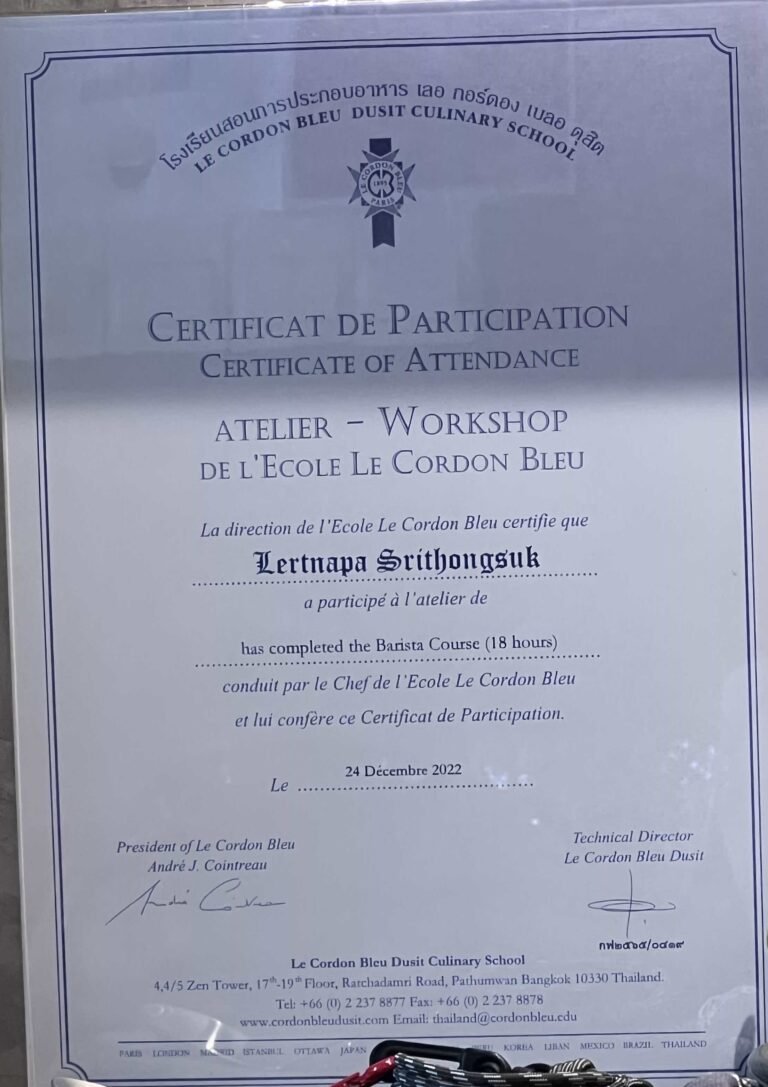 โรงเรียนสอนการประกอบอาหาร เลอ กอร์ดอง เบลอ ดุสิต
LE CORDON BLEU DUSIT CULINARY SCHOOL
LE CORDON BLEU
1895
PARIS
CERTIFICAT DE PARTICIPATION
CERTIFICATE OF ATTENDANCE
ATELIER – WORKSHOP
DE L'ECOLE LE CORDON BLEU
La direction de l'Ecole Le Cordon Bleu certifie que
Lertnapa Srithongsuk
a participé à l'atelier de
has completed the Barista Course (18 hours)
conduit par le Chef de l'Ecole Le Cordon Bleu
et lui confère ce Certificat de Participation.
Le 24 Décembre 2022
President of Le Cordon Bleu
André J. Cointreau
Technical Director
Le Cordon Bleu Dusit
Le Cordon Bleu Dusit Culinary School
4,4/5 Zen Tower, 17th-19th Floor, Ratchadamri Road, Pathumwan Bangkok 10330 Thailand.
Tel: +66 (0) 2 237 8877 Fax: +66 (0) 2 237 8878
www.cordonbleudusit.com Email: thailand@cordonbleu.edu
PARIS LONDON MADRID ISTANBUL OTTAWA JAPAN PERU KOREA LIBAN MEXICO BRAZIL THAILAND